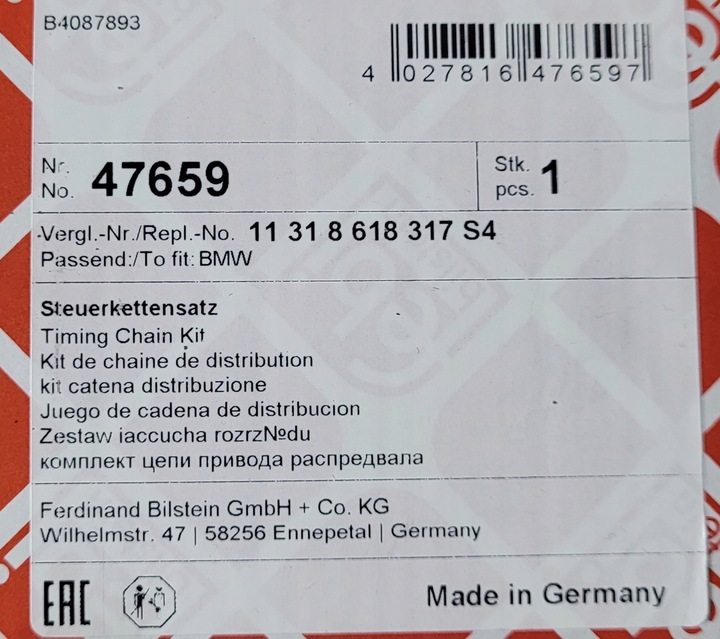 B4087893
4 027816 476597
Nr.
No. 47659
Stk.
pcs. 1
Vergl.-Nr./Repl.-No. 11 31 8 618 317 S4
Passend:/To fit: BMW
Steuerkettensatz
Timing Chain Kit
Kit de chaine de distribution
kit catena distribuzione
Juego de cadena de distribucion
Zestaw iaccucha rozrz№du
комплект цепи привода распредвала
Ferdinand Bilstein GmbH + Co. KG
Wilhelmstr. 47 | 58256 Ennepetal | Germany
EAC
Made in Germany